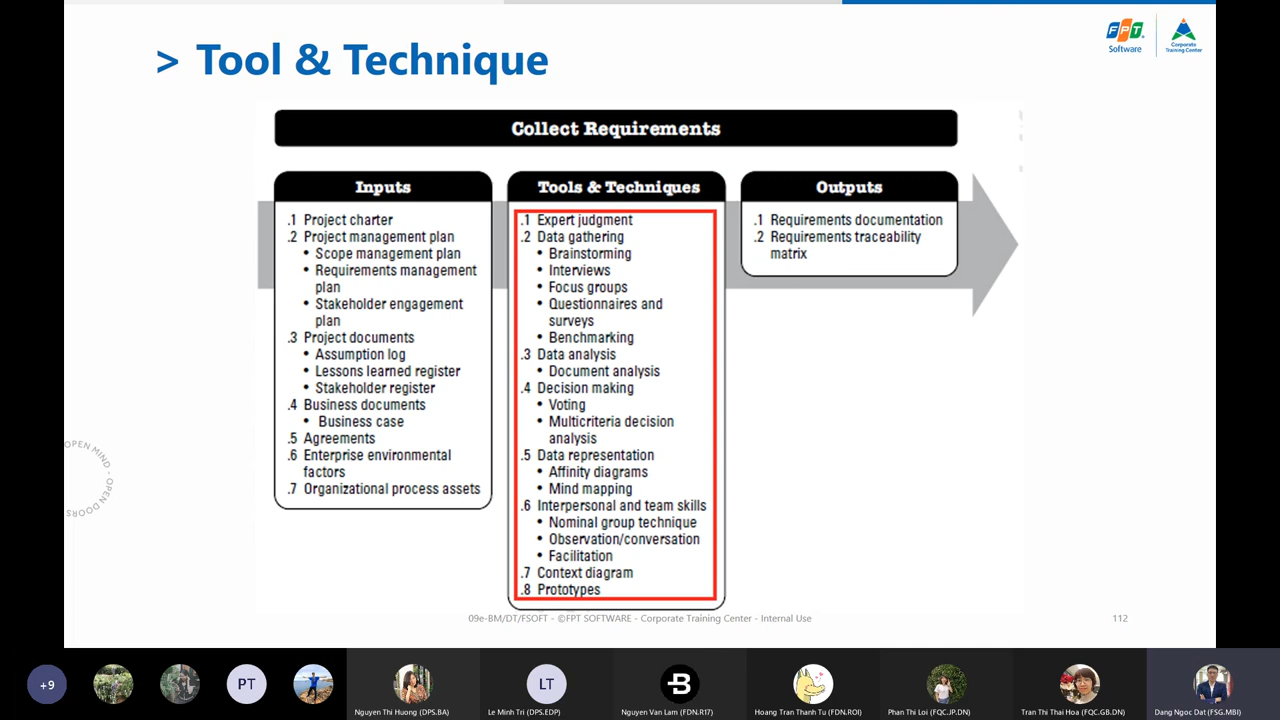 > Tool & Technique
FPT
Software
Corporate
Training Center
Collect Requirements
Inputs
.1 Project charter
.2 Project management plan
• Scope management plan
• Requirements management
plan
• Stakeholder engagement
plan
.3 Project documents
• Assumption log
• Lessons learned register
• Stakeholder register
.4 Business documents
• Business case
.5 Agreements
.6 Enterprise environmental
factors
.7 Organizational process assets
Tools & Techniques
.1 Expert judgment
.2 Data gathering
• Brainstorming
• Interviews
• Focus groups
• Questionnaires and
surveys
• Benchmarking
.3 Data analysis
• Document analysis
.4 Decision making
• Voting
• Multicriteria decision
analysis
.5 Data representation
• Affinity diagrams
• Mind mapping
.6 Interpersonal and team skills
• Nominal group technique
• Observation/conversation
• Facilitation
.7 Context diagram
.8 Prototypes
Outputs
.1 Requirements documentation
.2 Requirements traceability
matrix
OPEN MIND - OPEN DOORS
09e-BM/DT/FSOFT - ©FPT SOFTWARE - Corporate Training Center - Internal Use
112
+9
PT
LT
B
Nguyen Thi Huong (DPS.BA)
Le Minh Tri (DPS.EDP)
Nguyen Van Lam (FDN.R17)
Hoang Tran Thanh Tu (FDN.ROI)
Phan Thi Loi (FQC.JP.DN)
Tran Thi Thai Hoa (FQC.GB.DN)
Dang Ngoc Dat (FSG.MBI)